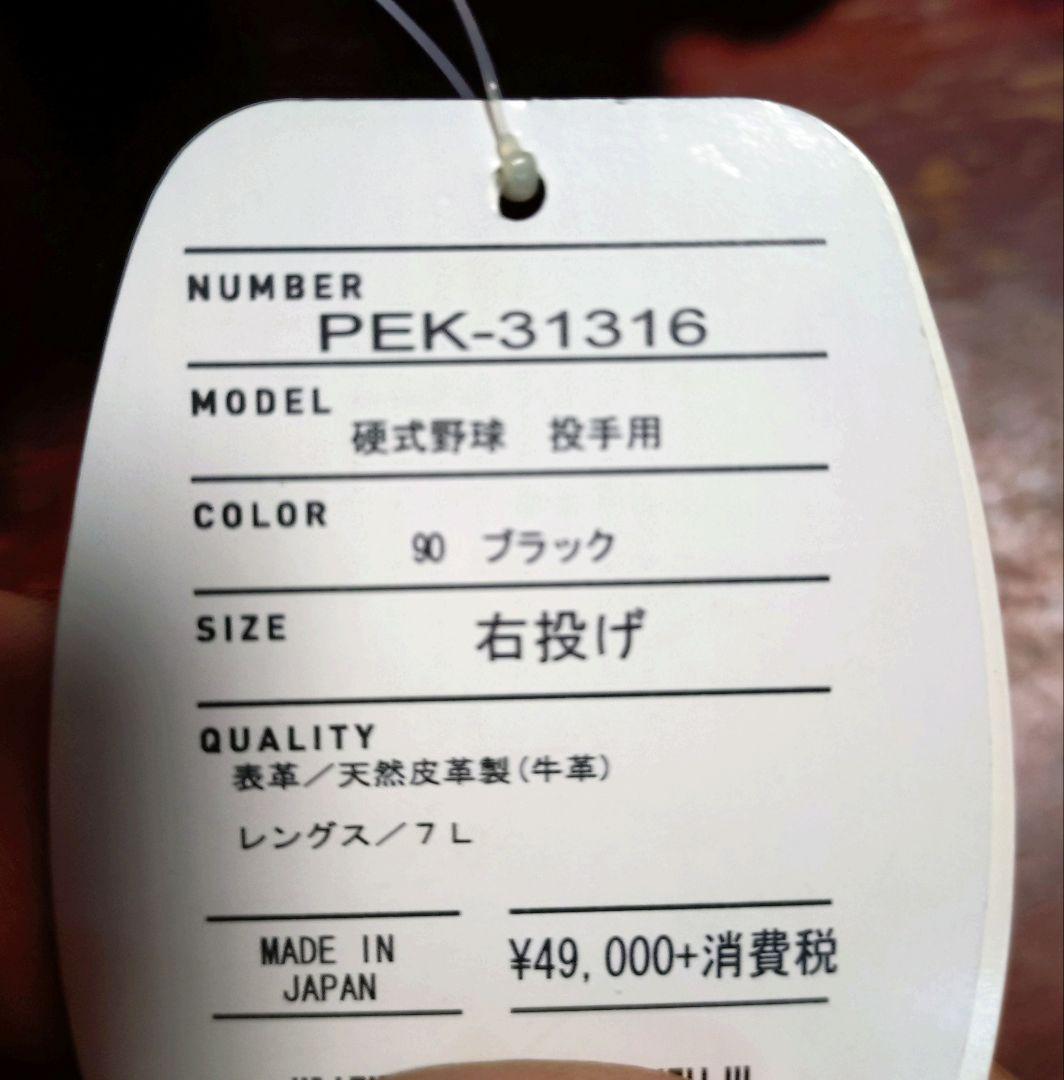 NUMBER
PEK-31316
MODEL
硬式野球　投手用
COLOR
90　ブラック
SIZE 右投げ
QUALITY
表革／天然皮革製(牛革)
レングス／7L
MADE IN
JAPAN
¥49,000+消費税